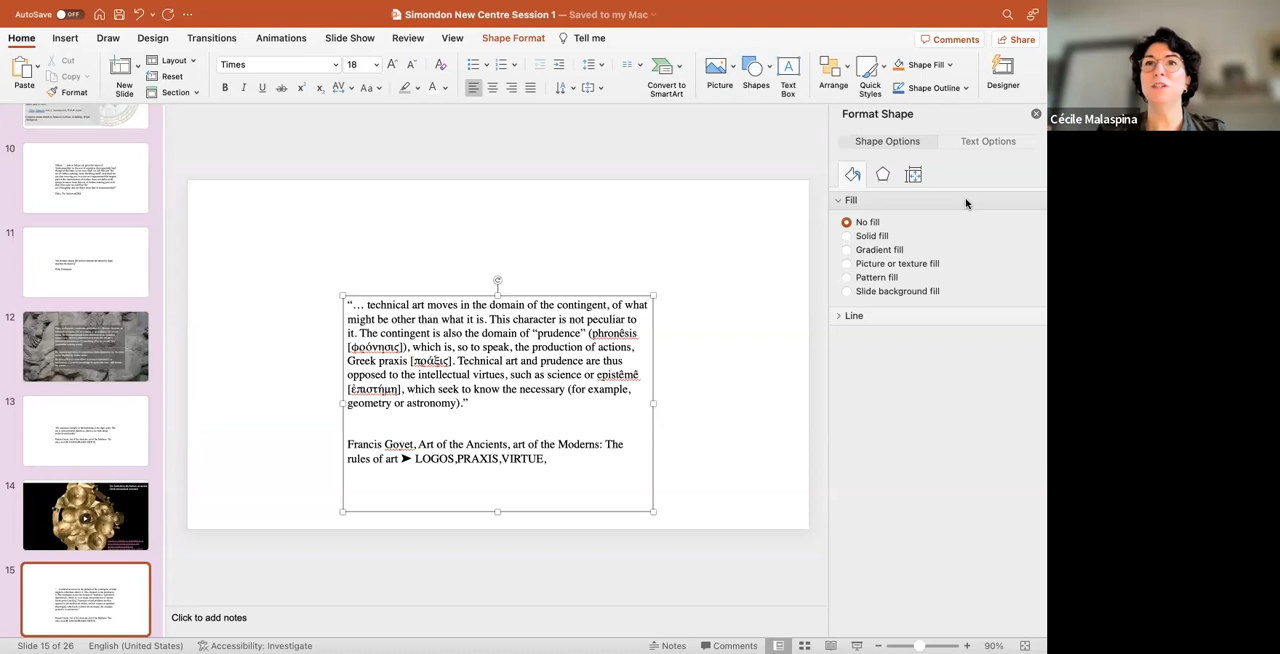 AutoSave OFF
Simondon New Centre Session 1 — Saved to my Mac
Home Insert Draw Design Transitions Animations Slide Show Review View Shape Format Tell me
Comments Share
Paste
Cut
Copy
Format
New Slide
Layout
Reset
Section
Times 18
Convert to SmartArt
Picture
Shapes
Text Box
Arrange
Quick Styles
Shape Fill
Shape Outline
Designer
10
11
12
13
14
15
“… technical art moves in the domain of the contingent, of what
might be other than what it is. This character is not peculiar to
it. The contingent is also the domain of “prudence” (phronêsis
[φρόνησις]), which is, so to speak, the production of actions,
Greek praxis [πρᾶξις]. Technical art and prudence are thus
opposed to the intellectual virtues, such as science or epistêmê
[ἐπιστήμη], which seek to know the necessary (for example,
geometry or astronomy).”
Francis Goyet, Art of the Ancients, art of the Moderns: The
rules of art ➤ LOGOS,PRAXIS,VIRTUE,
Format Shape
Shape Options Text Options
Fill
No fill
Solid fill
Gradient fill
Picture or texture fill
Pattern fill
Slide background fill
Line
Cécile Malaspina
Click to add notes
Slide 15 of 26 English (United States) Accessibility: Investigate Notes Comments 90%